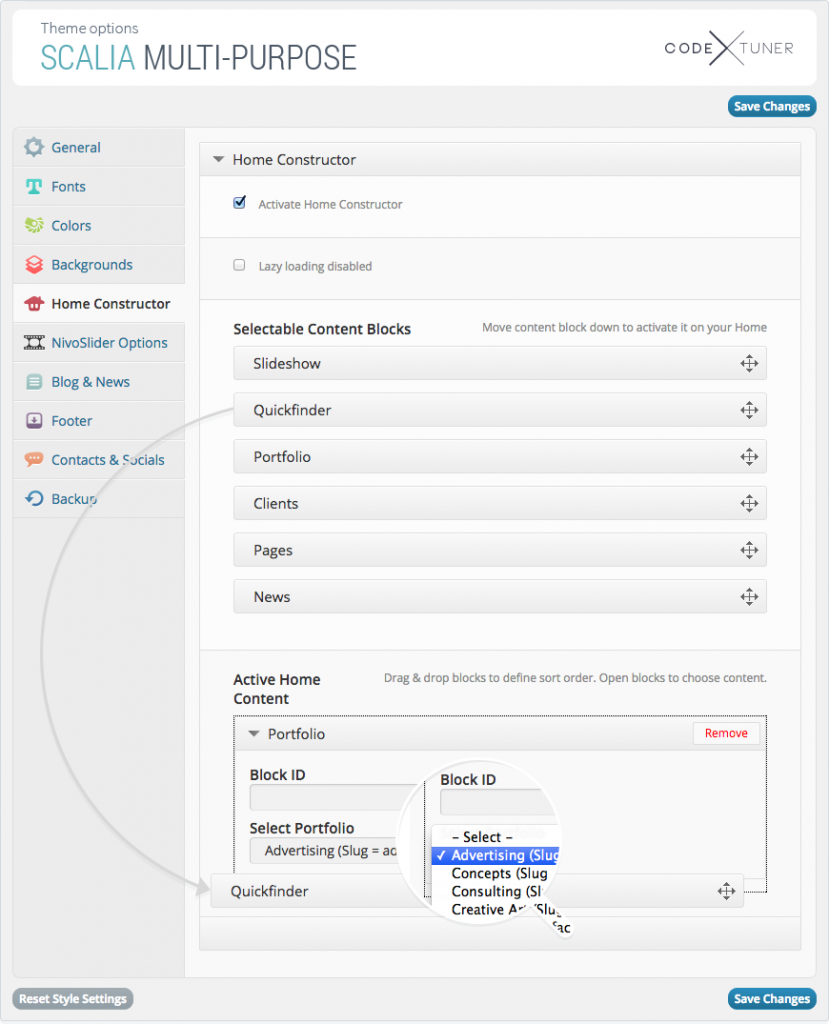 Theme options
SCALIA MULTI-PURPOSE
CODE X TUNER
Save Changes
General
Fonts
Colors
Backgrounds
Home Constructor
NivoSlider Options
Blog & News
Footer
Contacts & Socials
Backup
Home Constructor
Activate Home Constructor
Lazy loading disabled
Selectable Content Blocks
Move content block down to activate it on your Home
Slideshow
Quickfinder
Portfolio
Clients
Pages
News
Active Home
Content
Drag & drop blocks to define sort order. Open blocks to choose content.
Portfolio
Remove
Block ID
Select Portfolio
Advertising (Slug = ad
Block ID
– Select –
✓ Advertising (Slug
Concepts (Slug
Consulting (Sl
Creative Art (Slug
Quickfinder
Reset Style Settings
Save Changes